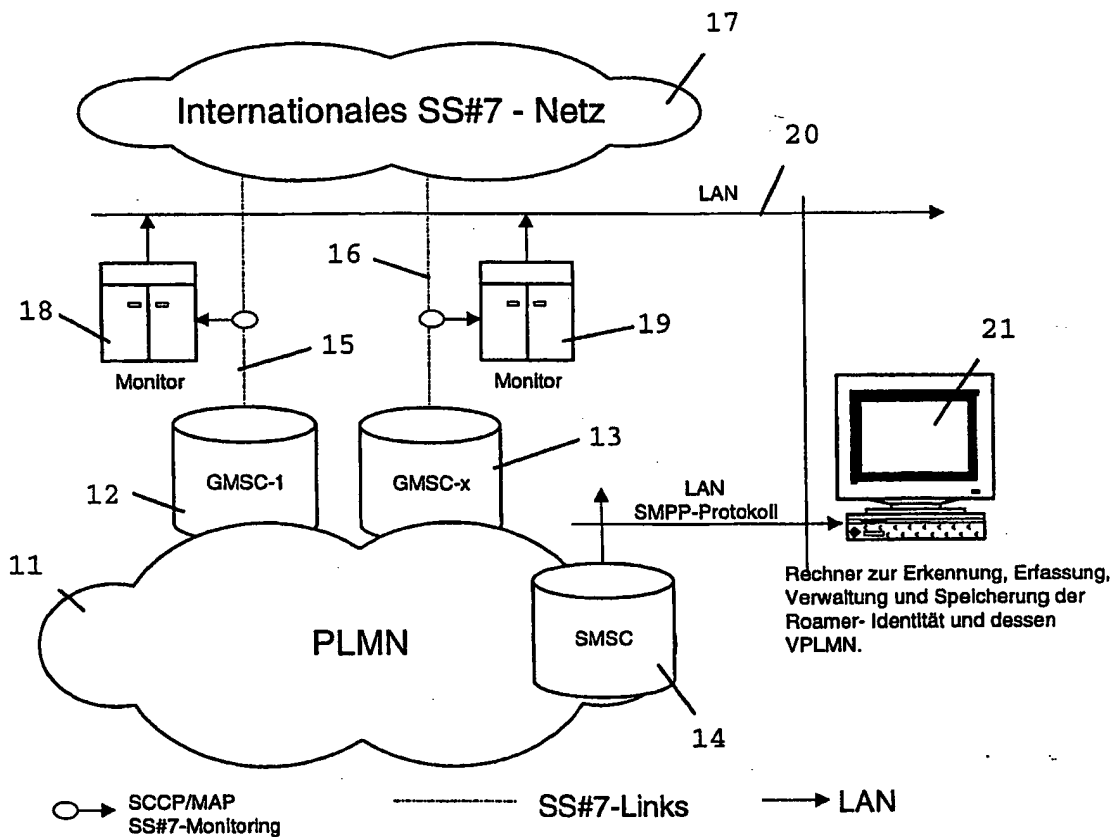 17
Internationales SS#7 - Netz
20
LAN
16
18
19
15
21
Monitor
Monitor
13
GMSC-1
GMSC-x
12
LAN
SMPP-Protokoll
11
Rechner zur Erkennung, Erfassung,
Verwaltung und Speicherung der
Roamer- Identität und dessen
VPLMN.
PLMN
SMSC
14
SCCP/MAP
SS#7-Monitoring
SS#7-Links
LAN